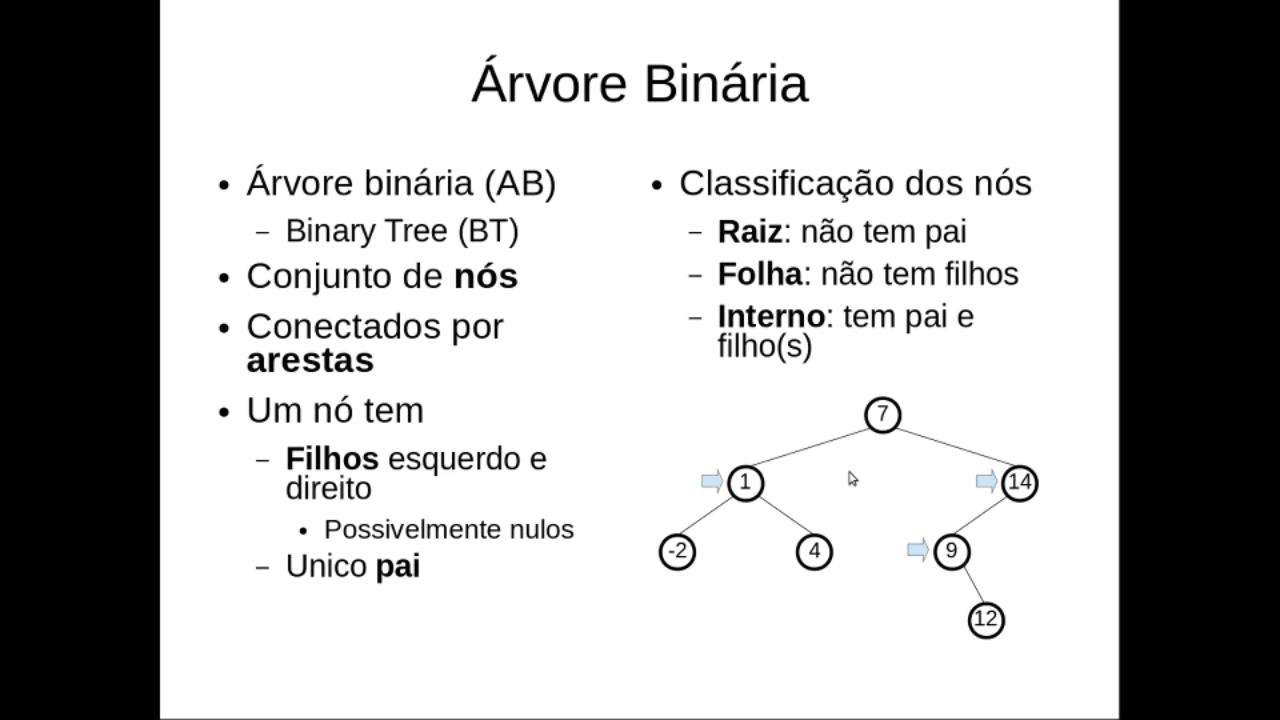 Árvore Binária
• Árvore binária (AB)
– Binary Tree (BT)
• Conjunto de nós
• Conectados por
arestas
• Um nó tem
– Filhos esquerdo e
direito
• Possivelmente nulos
– Unico pai
• Classificação dos nós
– Raiz: não tem pai
– Folha: não tem filhos
– Interno: tem pai e
filho(s)
7
1
14
-2
4
9
12